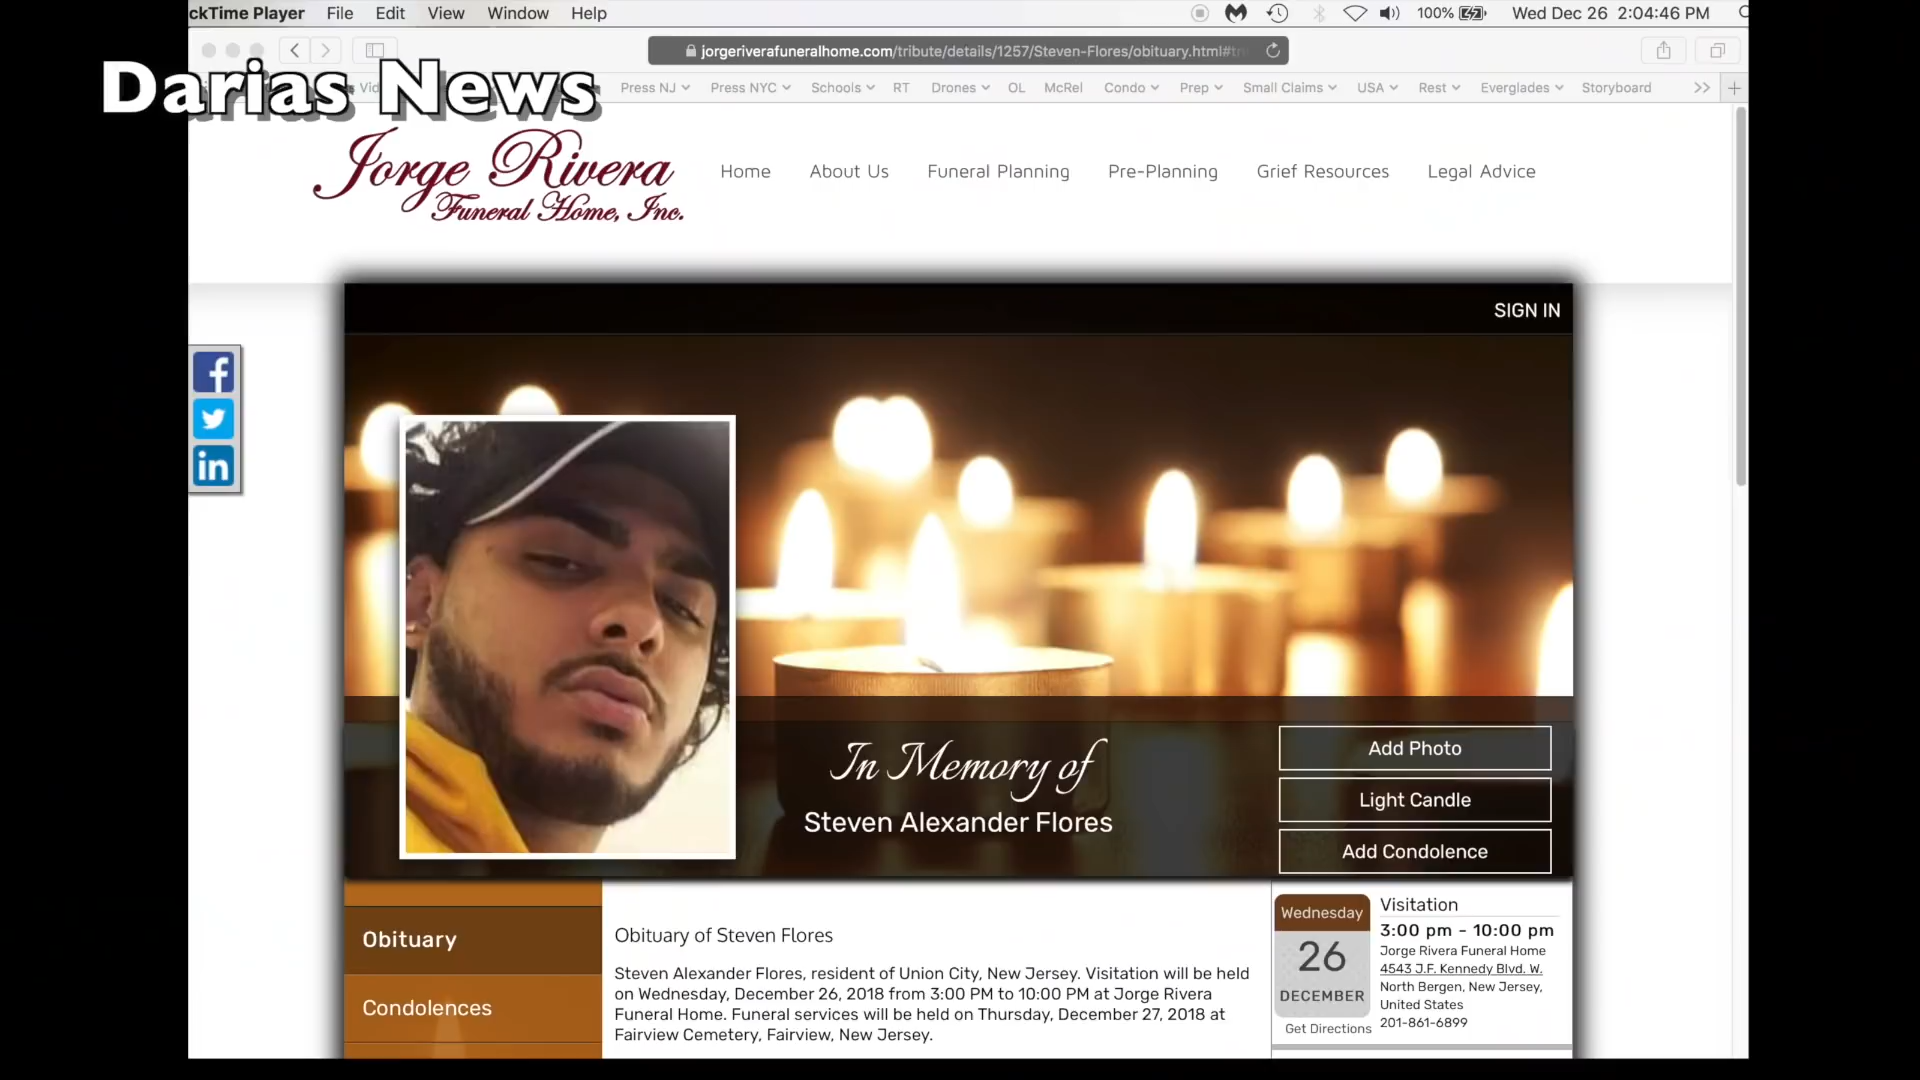 ckTime Player File Edit View Window Help 100% Wed Dec 26 2:04:46 PM
jorgeriverafuneralhome.com/tribute/details/1257/Steven-Flores/obituary.html#tr
Darias News
Vid Press NJ Press NYC Schools RT Drones OL McRel Condo Prep Small Claims USA Rest Everglades Storyboard
Jorge Rivera
Funeral Home, Inc.
Home About Us Funeral Planning Pre-Planning Grief Resources Legal Advice
SIGN IN
f
in
In Memory of
Steven Alexander Flores
Add Photo
Light Candle
Add Condolence
Obituary
Condolences
Obituary of Steven Flores
Steven Alexander Flores, resident of Union City, New Jersey. Visitation will be held
on Wednesday, December 26, 2018 from 3:00 PM to 10:00 PM at Jorge Rivera
Funeral Home. Funeral services will be held on Thursday, December 27, 2018 at
Fairview Cemetery, Fairview, New Jersey.
Wednesday
26
DECEMBER
Get Directions
Visitation
3:00 pm - 10:00 pm
Jorge Rivera Funeral Home
4543 J.F. Kennedy Blvd. W.
North Bergen, New Jersey,
United States
201-861-6899